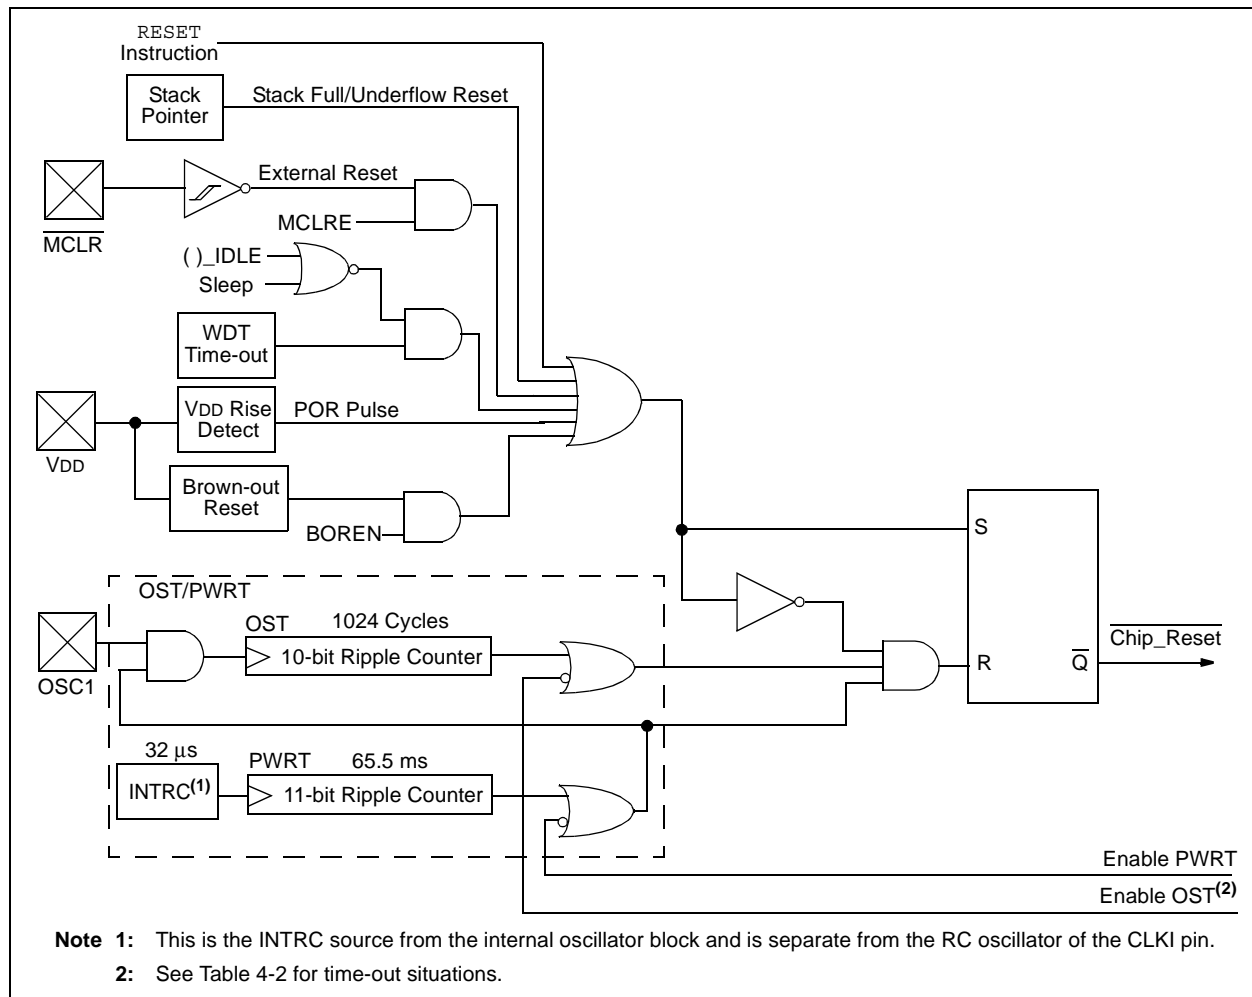 RESET
Instruction
Stack
Pointer
Stack Full/Underflow Reset
MCLR
External Reset
MCLRE
( )_IDLE
Sleep
WDT
Time-out
VDD
VDD Rise
Detect
POR Pulse
Brown-out
Reset
BOREN
S
R
Q
Chip_Reset
OST/PWRT
OSC1
OST
1024 Cycles
10-bit Ripple Counter
32 μs
INTRC(1)
PWRT
65.5 ms
11-bit Ripple Counter
Enable PWRT
Enable OST(2)
Note 1: This is the INTRC source from the internal oscillator block and is separate from the RC oscillator of the CLKI pin.
2: See Table 4-2 for time-out situations.